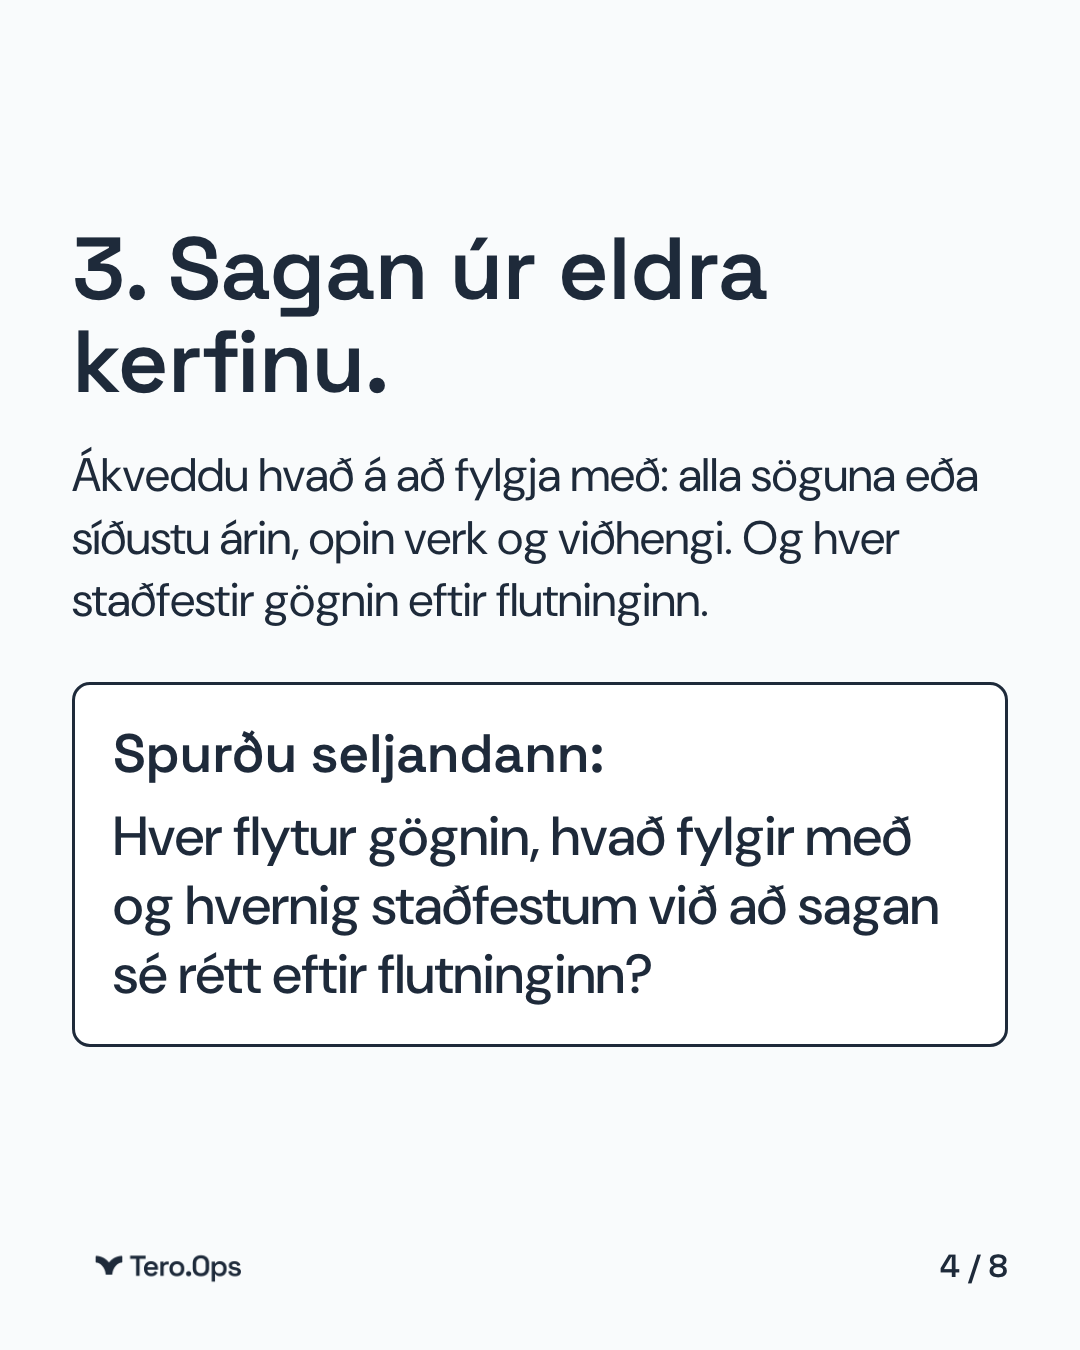 3. Sagan úr eldra
kerfinu.
Ákveddu hvað á að fylgja með: alla söguna eða
síðustu árin, opin verk og viðhengi. Og hver
staðfestir gögnin eftir flutninginn.
Spurðu seljandann:
Hver flytur gögnin, hvað fylgir með
og hvernig staðfestum við að sagan
sé rétt eftir flutninginn?
Tero.Ops
4 / 8